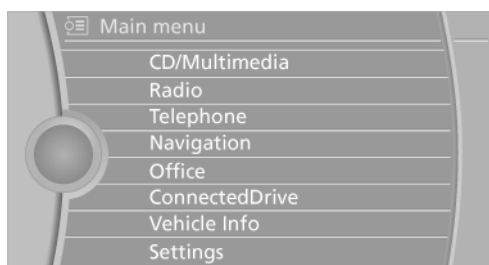 Main menu
CD/Multimedia
Radio
Telephone
Navigation
Office
ConnectedDrive
Vehicle Info
Settings